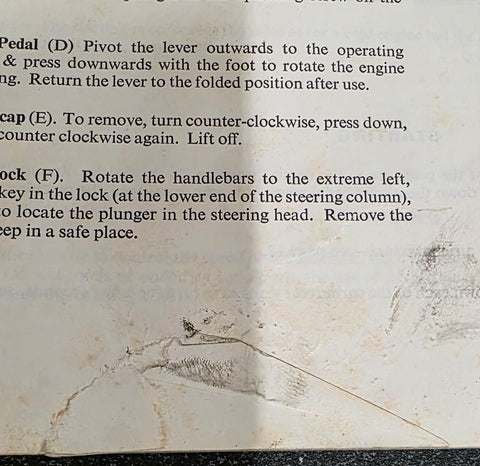 Pedal (D) Pivot the lever outwards to the operating
& press downwards with the foot to rotate the engine
ng. Return the lever to the folded position after use.
cap (E). To remove, turn counter-clockwise, press down,
counter clockwise again. Lift off.
ock (F). Rotate the handlebars to the extreme left,
key in the lock (at the lower end of the steering column),
to locate the plunger in the steering head. Remove the
eep in a safe place.